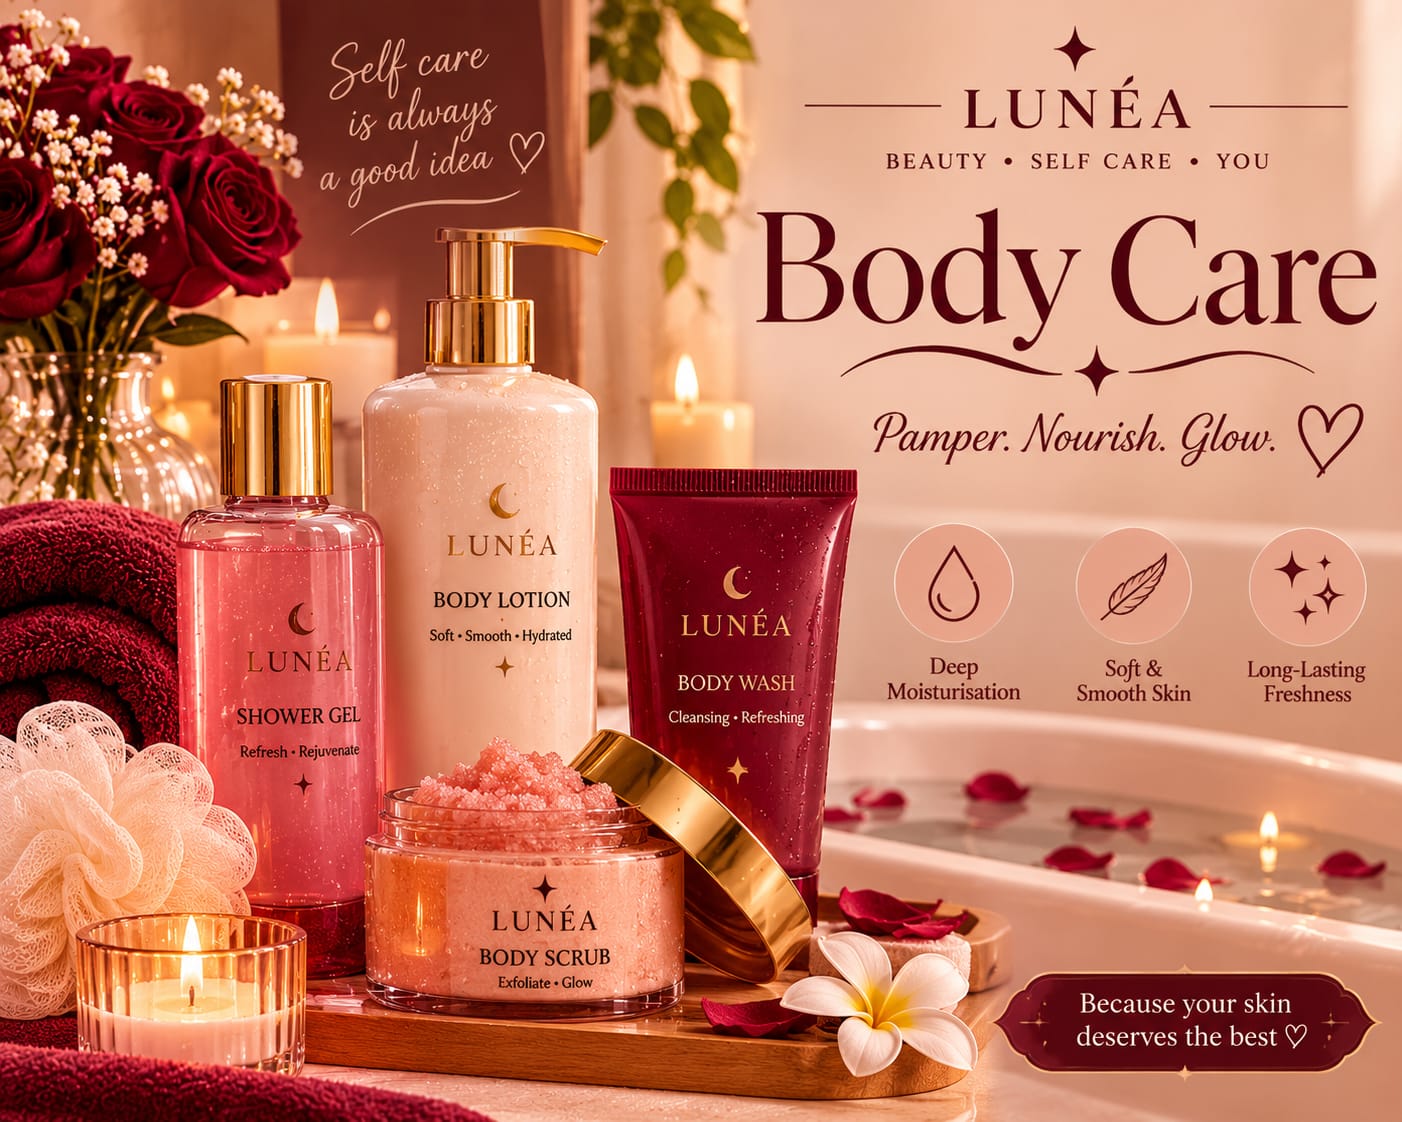 Self care
is always
a good idea ♡
LUNÉA
BEAUTY • SELF CARE • YOU
Body Care
Pamper. Nourish. Glow. ♡
Deep
Moisturisation
Soft &
Smooth Skin
Long-Lasting
Freshness
LUNÉA
SHOWER GEL
Refresh • Rejuvenate
LUNÉA
BODY LOTION
Soft • Smooth • Hydrated
LUNÉA
BODY WASH
Cleansing • Refreshing
LUNÉA
BODY SCRUB
Exfoliate • Glow
Because your skin
deserves the best ♡